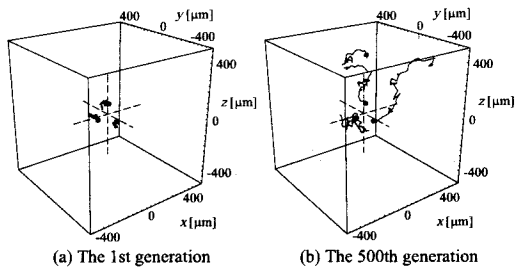 y [μm]
400
0
-400
400
z [μm]
0
-400
400
0
x [μm]
-400
(a) The 1st generation
y [μm]
400
0
-400
400
z [μm]
0
-400
400
0
x [μm]
-400
(b) The 500th generation